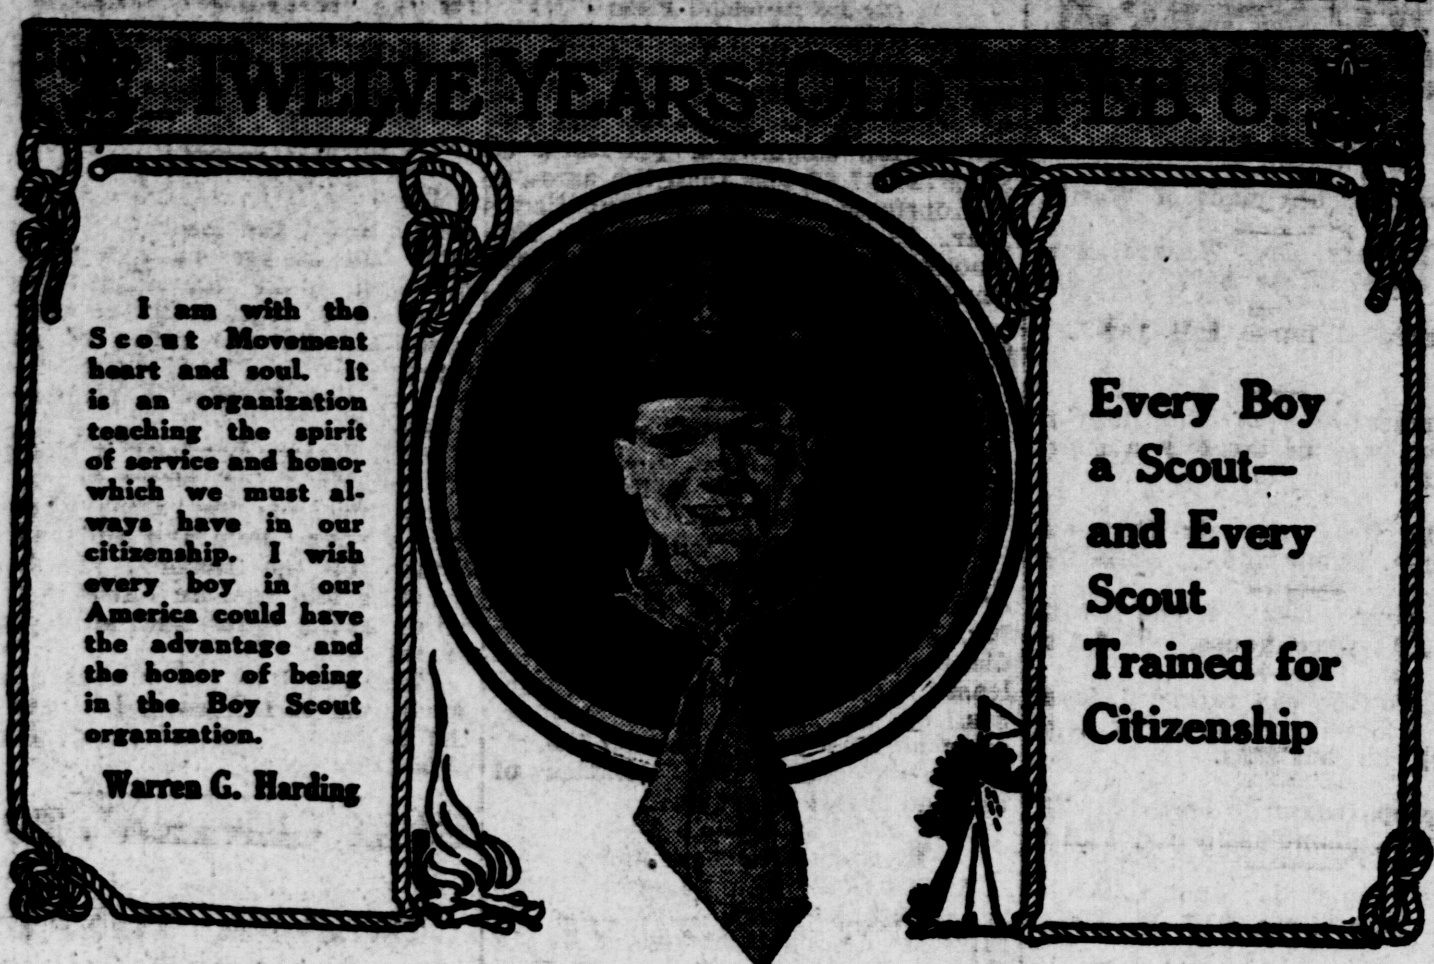 TWELVE YEARS OLD — FEB. 8.
I am with the
Scout Movement
heart and soul. It
is an organization
teaching the spirit
of service and honor
which we must al-
ways have in our
citizenship. I wish
every boy in our
America could have
the advantage and
the honor of being
in the Boy Scout
organization.
Warren G. Harding
Every Boy
a Scout—
and Every
Scout
Trained for
Citizenship